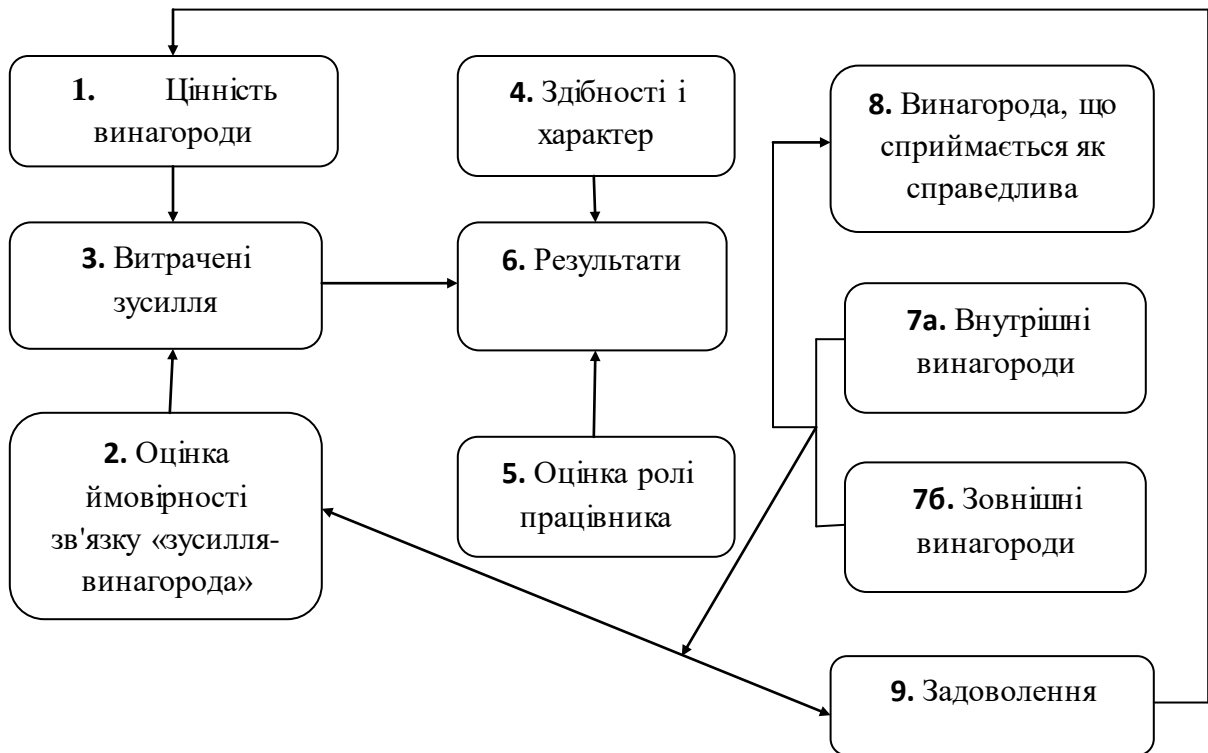 1. Цінність
винагороди
4. Здібності і
характер
8. Винагорода, що
сприймається як
справедлива
3. Витрачені
зусилля
6. Результати
7а. Внутрішні
винагороди
2. Оцінка
ймовірності
зв'язку «зусилля-
винагорода»
5. Оцінка ролі
працівника
7б. Зовнішні
винагороди
9. Задоволення